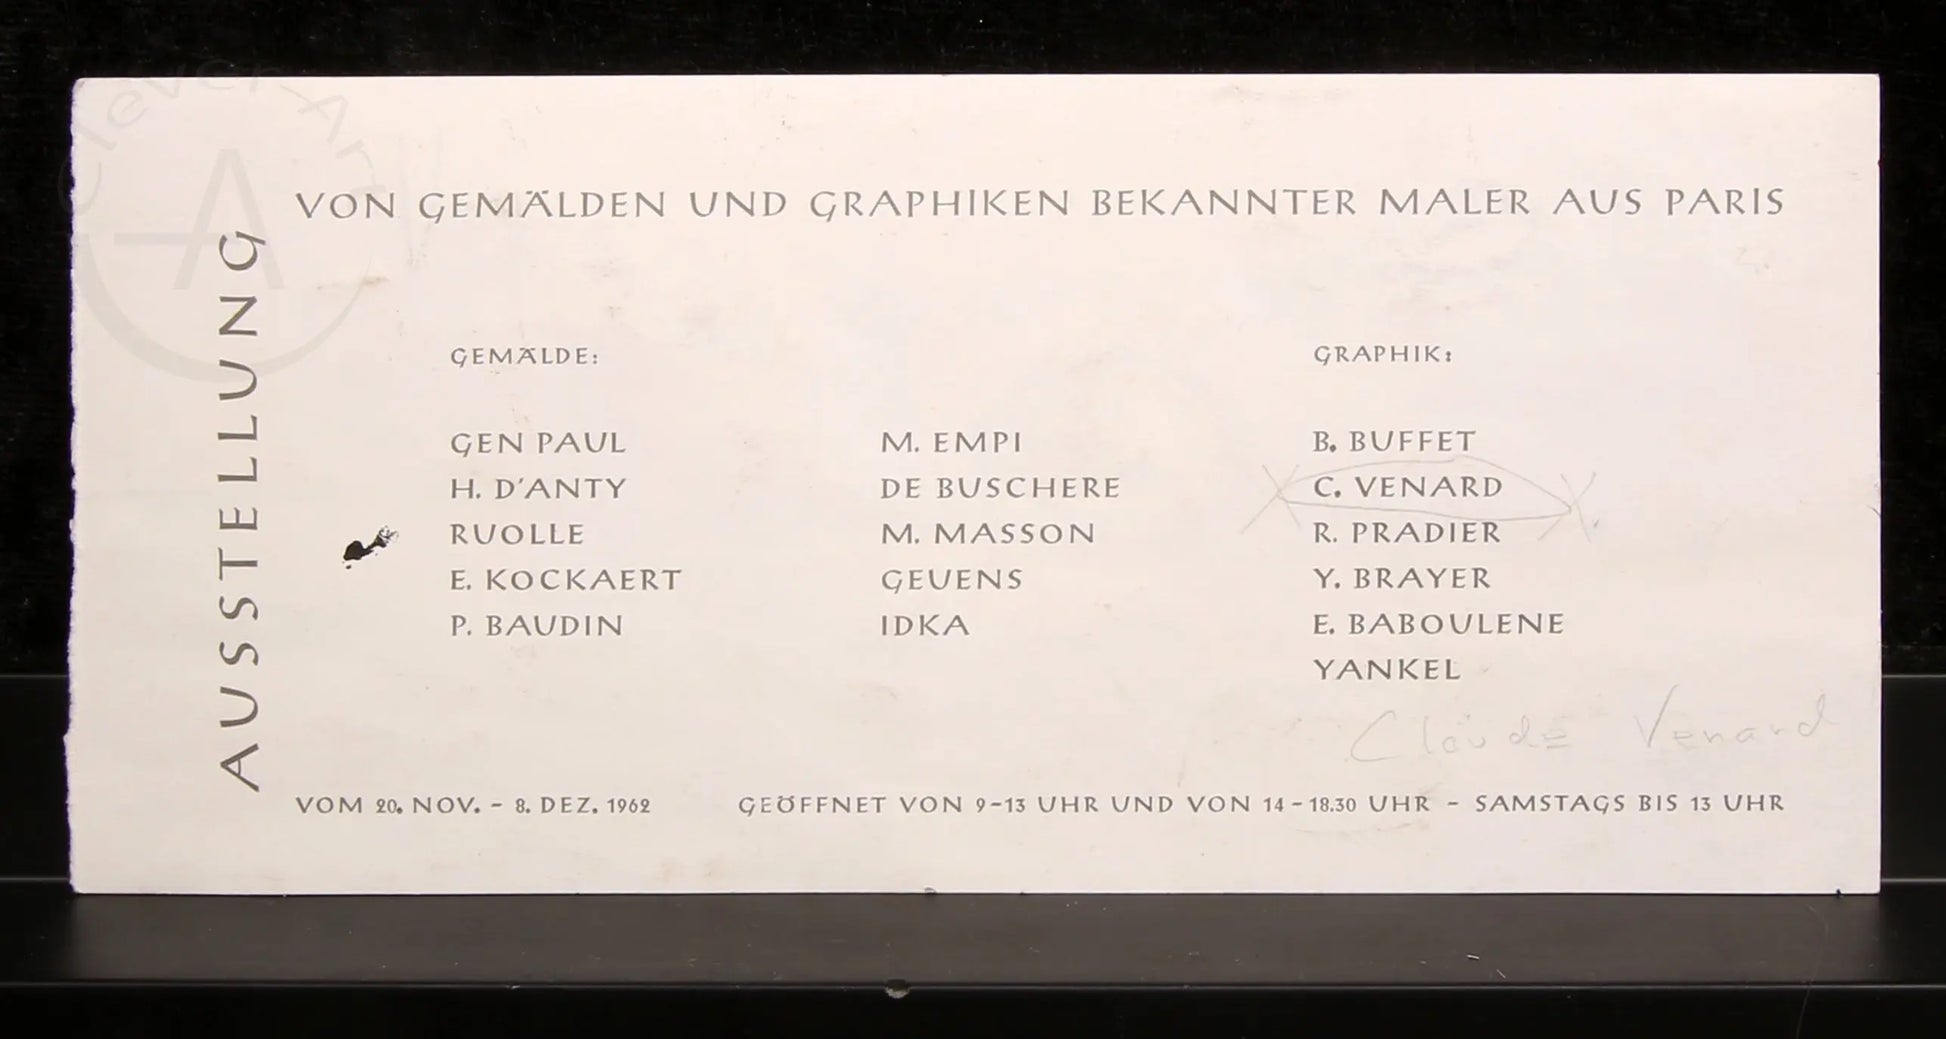 Clever-Art
A
AUSSTELLUNG
VON GEMÄLDEN UND GRAPHIKEN BEKANNTER MALER AUS PARIS
GEMÄLDE:
GEN PAUL
H. D'ANTY
RUOLLE
E. KOCKAERT
P. BAUDIN
M. EMPI
DE BUSCHERE
M. MASSON
GEUENS
IDKA
GRAPHIK:
B. BUFFET
C. VENARD
R. PRADIER
Y. BRAYER
E. BABOULENE
YANKEL
Claude Venard
VOM 20. NOV. - 8. DEZ. 1962
GEÖFFNET VON 9-13 UHR UND VON 14-18.30 UHR - SAMSTAGS BIS 13 UHR